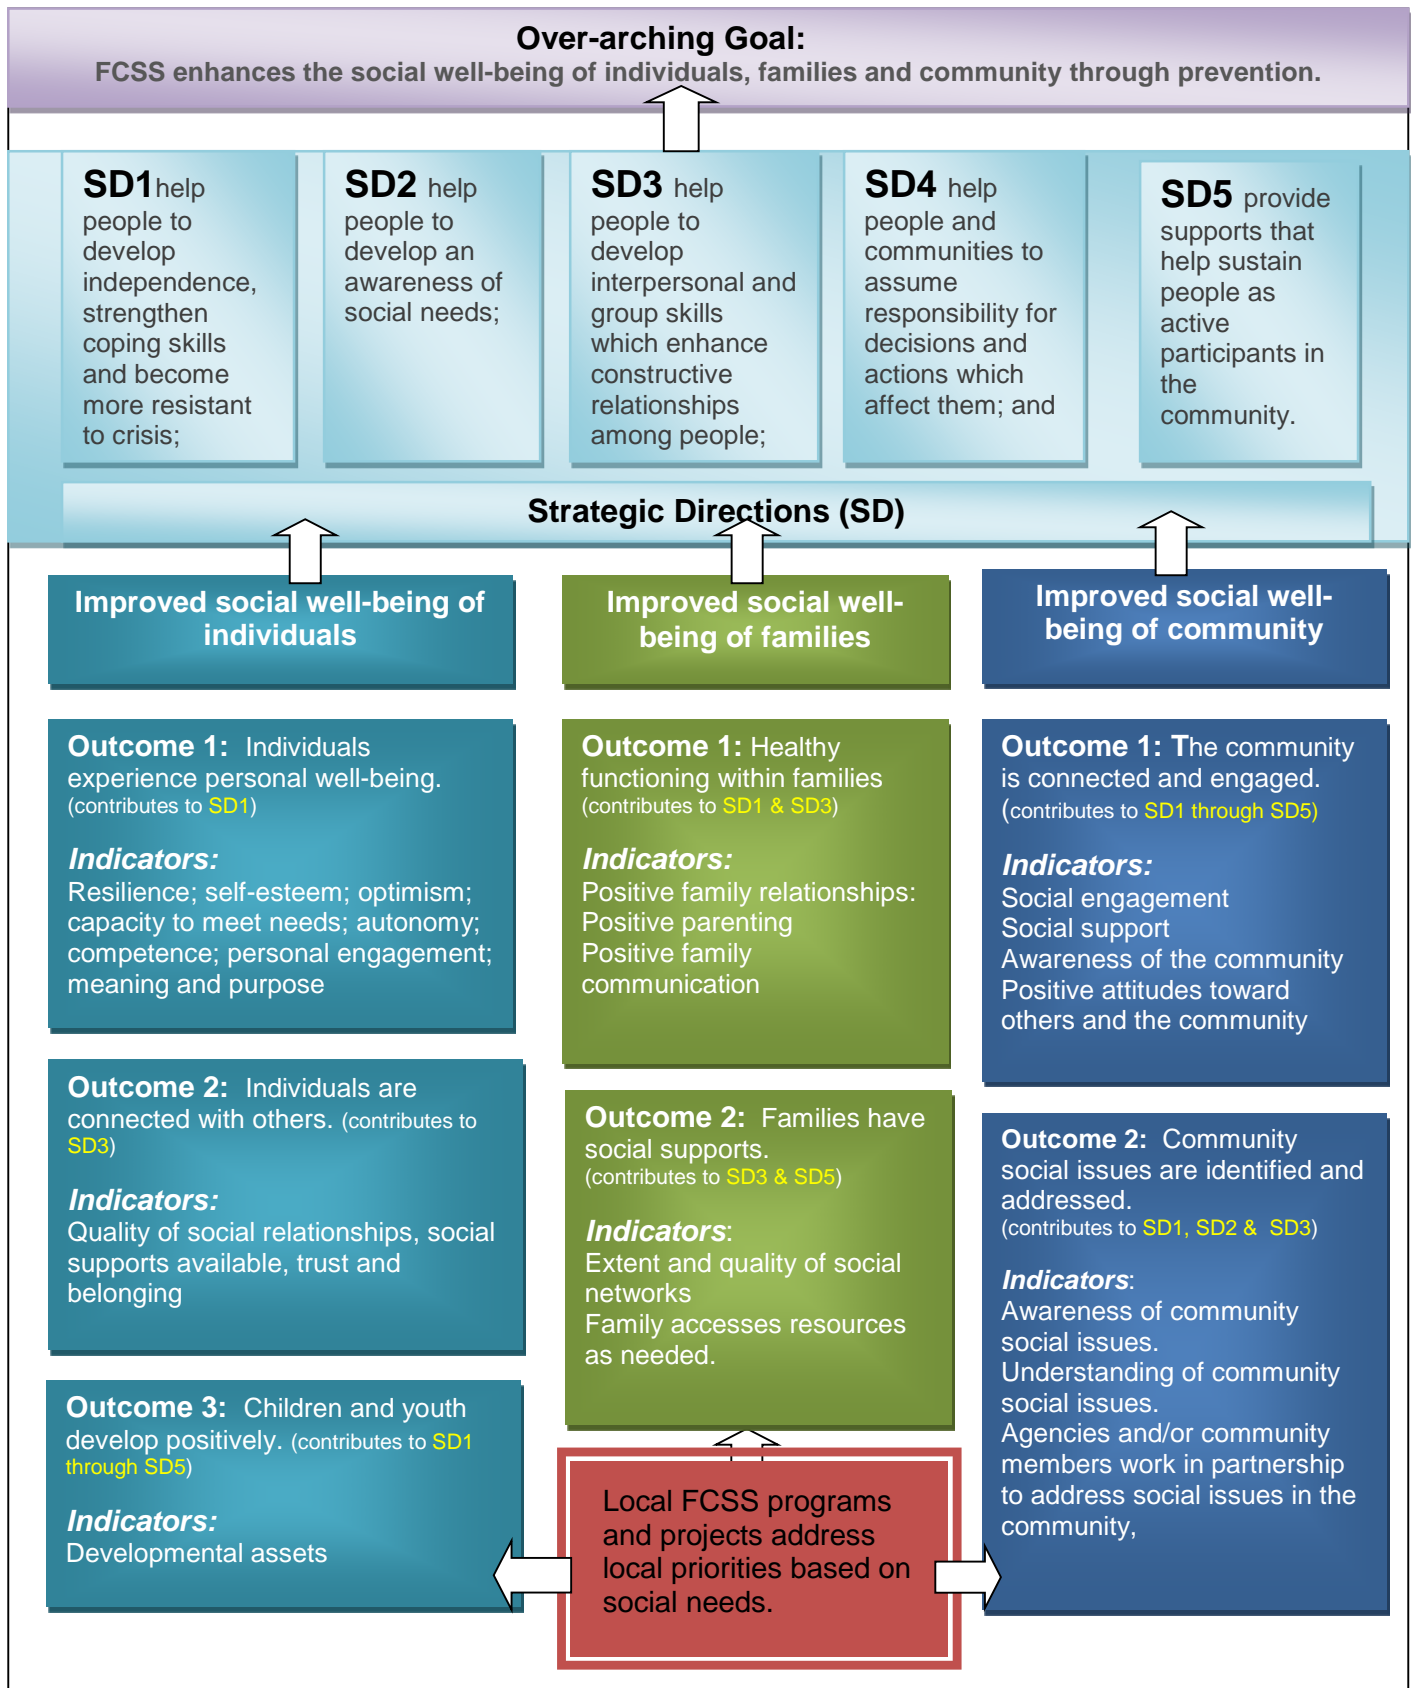 Over-arching Goal:
FCSS enhances the social well-being of individuals, families and community through prevention.
SD1help
people to
develop
independence,
strengthen
coping skills
and become
more resistant
to crisis;
SD2 help
people to
develop an
awareness of
social needs;
SD3 help
people to
develop
interpersonal and
group skills
which enhance
constructive
relationships
among people;
SD4 help
people and
communities to
assume
responsibility for
decisions and
actions which
affect them; and
SD5 provide
supports that
help sustain
people as
active
participants in
the
community.
Strategic Directions (SD)
Improved social well-being of
individuals
Outcome 1: Individuals
experience personal well-being.
(contributes to SD1)
Indicators:
Resilience; self-esteem; optimism;
capacity to meet needs; autonomy;
competence; personal engagement;
meaning and purpose
Outcome 2: Individuals are
connected with others. (contributes to
SD3)
Indicators:
Quality of social relationships, social
supports available, trust and
belonging
Outcome 3: Children and youth
develop positively. (contributes to SD1
through SD5)
Indicators:
Developmental assets
Improved social well-
being of families
Outcome 1: Healthy
functioning within families
(contributes to SD1 & SD3)
Indicators:
Positive family relationships:
Positive parenting
Positive family
communication
Outcome 2: Families have
social supports.
(contributes to SD3 & SD5)
Indicators:
Extent and quality of social
networks
Family accesses resources
as needed.
Improved social well-
being of community
Outcome 1: The community
is connected and engaged.
(contributes to SD1 through SD5)
Indicators:
Social engagement
Social support
Awareness of the community
Positive attitudes toward
others and the community
Outcome 2: Community
social issues are identified and
addressed.
(contributes to SD1, SD2 & SD3)
Indicators:
Awareness of community
social issues.
Understanding of community
social issues.
Agencies and/or community
members work in partnership
to address social issues in the
community,
Local FCSS programs
and projects address
local priorities based on
social needs.